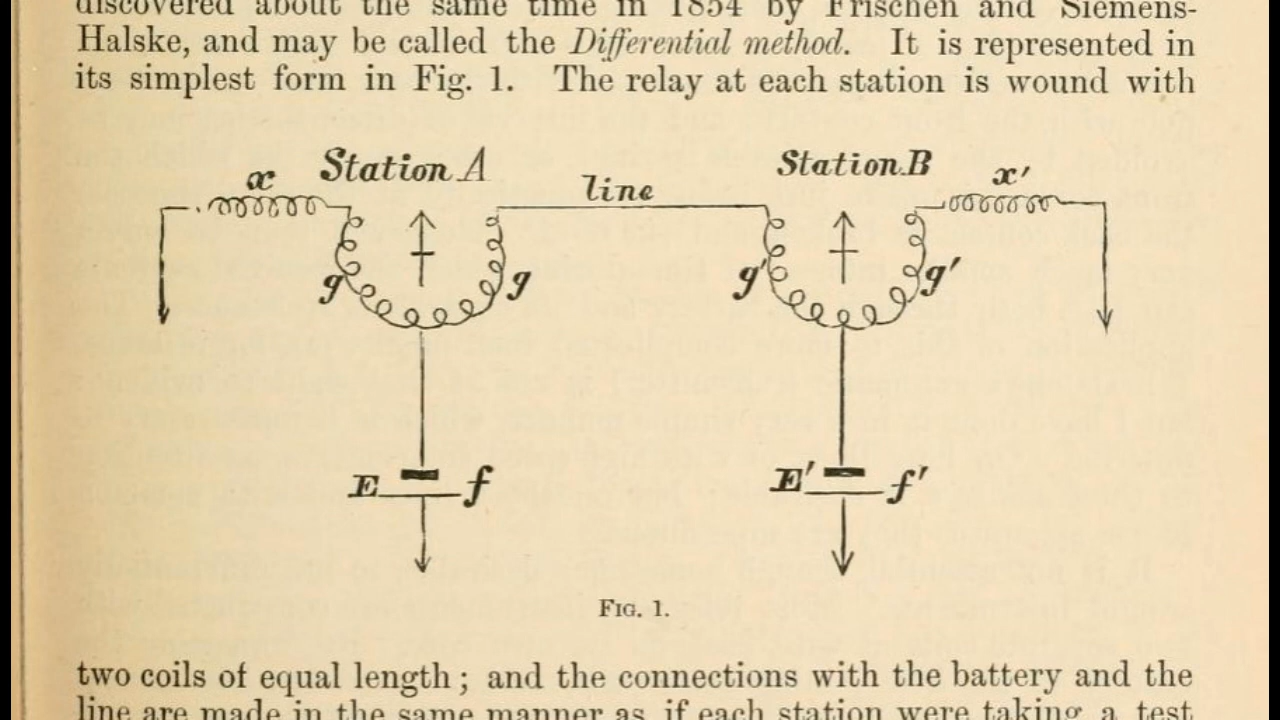 discovered about the same time in 1854 by Frischen and Siemens-
Halske, and may be called the Differential method. It is represented in
its simplest form in Fig. 1. The relay at each station is wound with
x Station A line Station B x'
g g g' g'
E f E' f'
Fig. 1.
two coils of equal length; and the connections with the battery and the
line are made in the same manner as if each station were taking a test